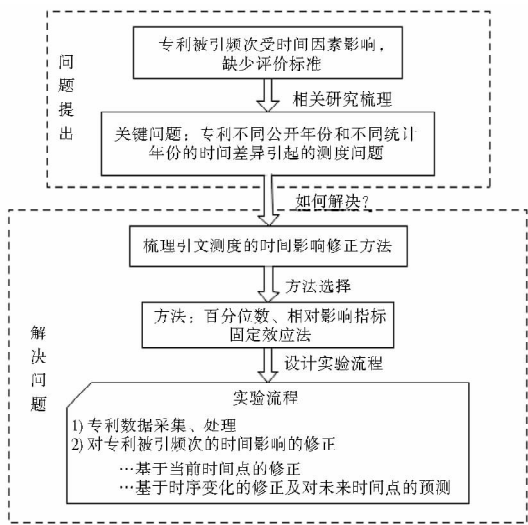 问题提出
专利被引频次受时间因素影响，
缺少评价标准
相关研究梳理
关键问题：专利不同公开年份和不同统计
年份的时间差异引起的测度问题
如何解决？
解决问题
梳理引文测度的时间影响修正方法
方法选择
方法：百分位数、相对影响指标
固定效应法
设计实验流程
实验流程
1) 专利数据采集、处理
2) 对专利被引频次的时间影响的修正
…基于当前时间点的修正
…基于时序变化的修正及对未来时间点的预测